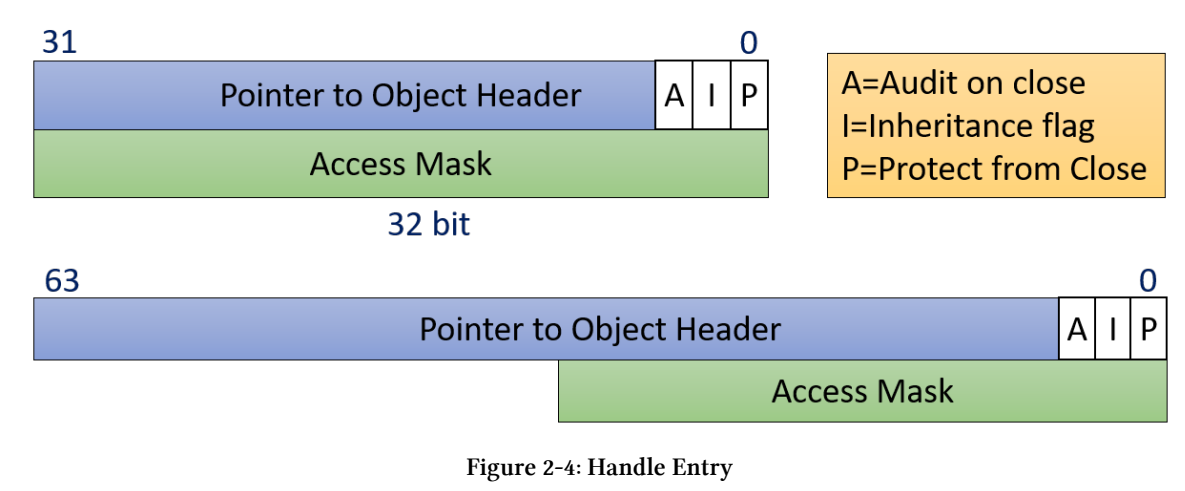 31 0
Pointer to Object Header A I P
Access Mask
32 bit
A=Audit on close
I=Inheritance flag
P=Protect from Close
63 0
Pointer to Object Header A I P
Access Mask
Figure 2-4: Handle Entry